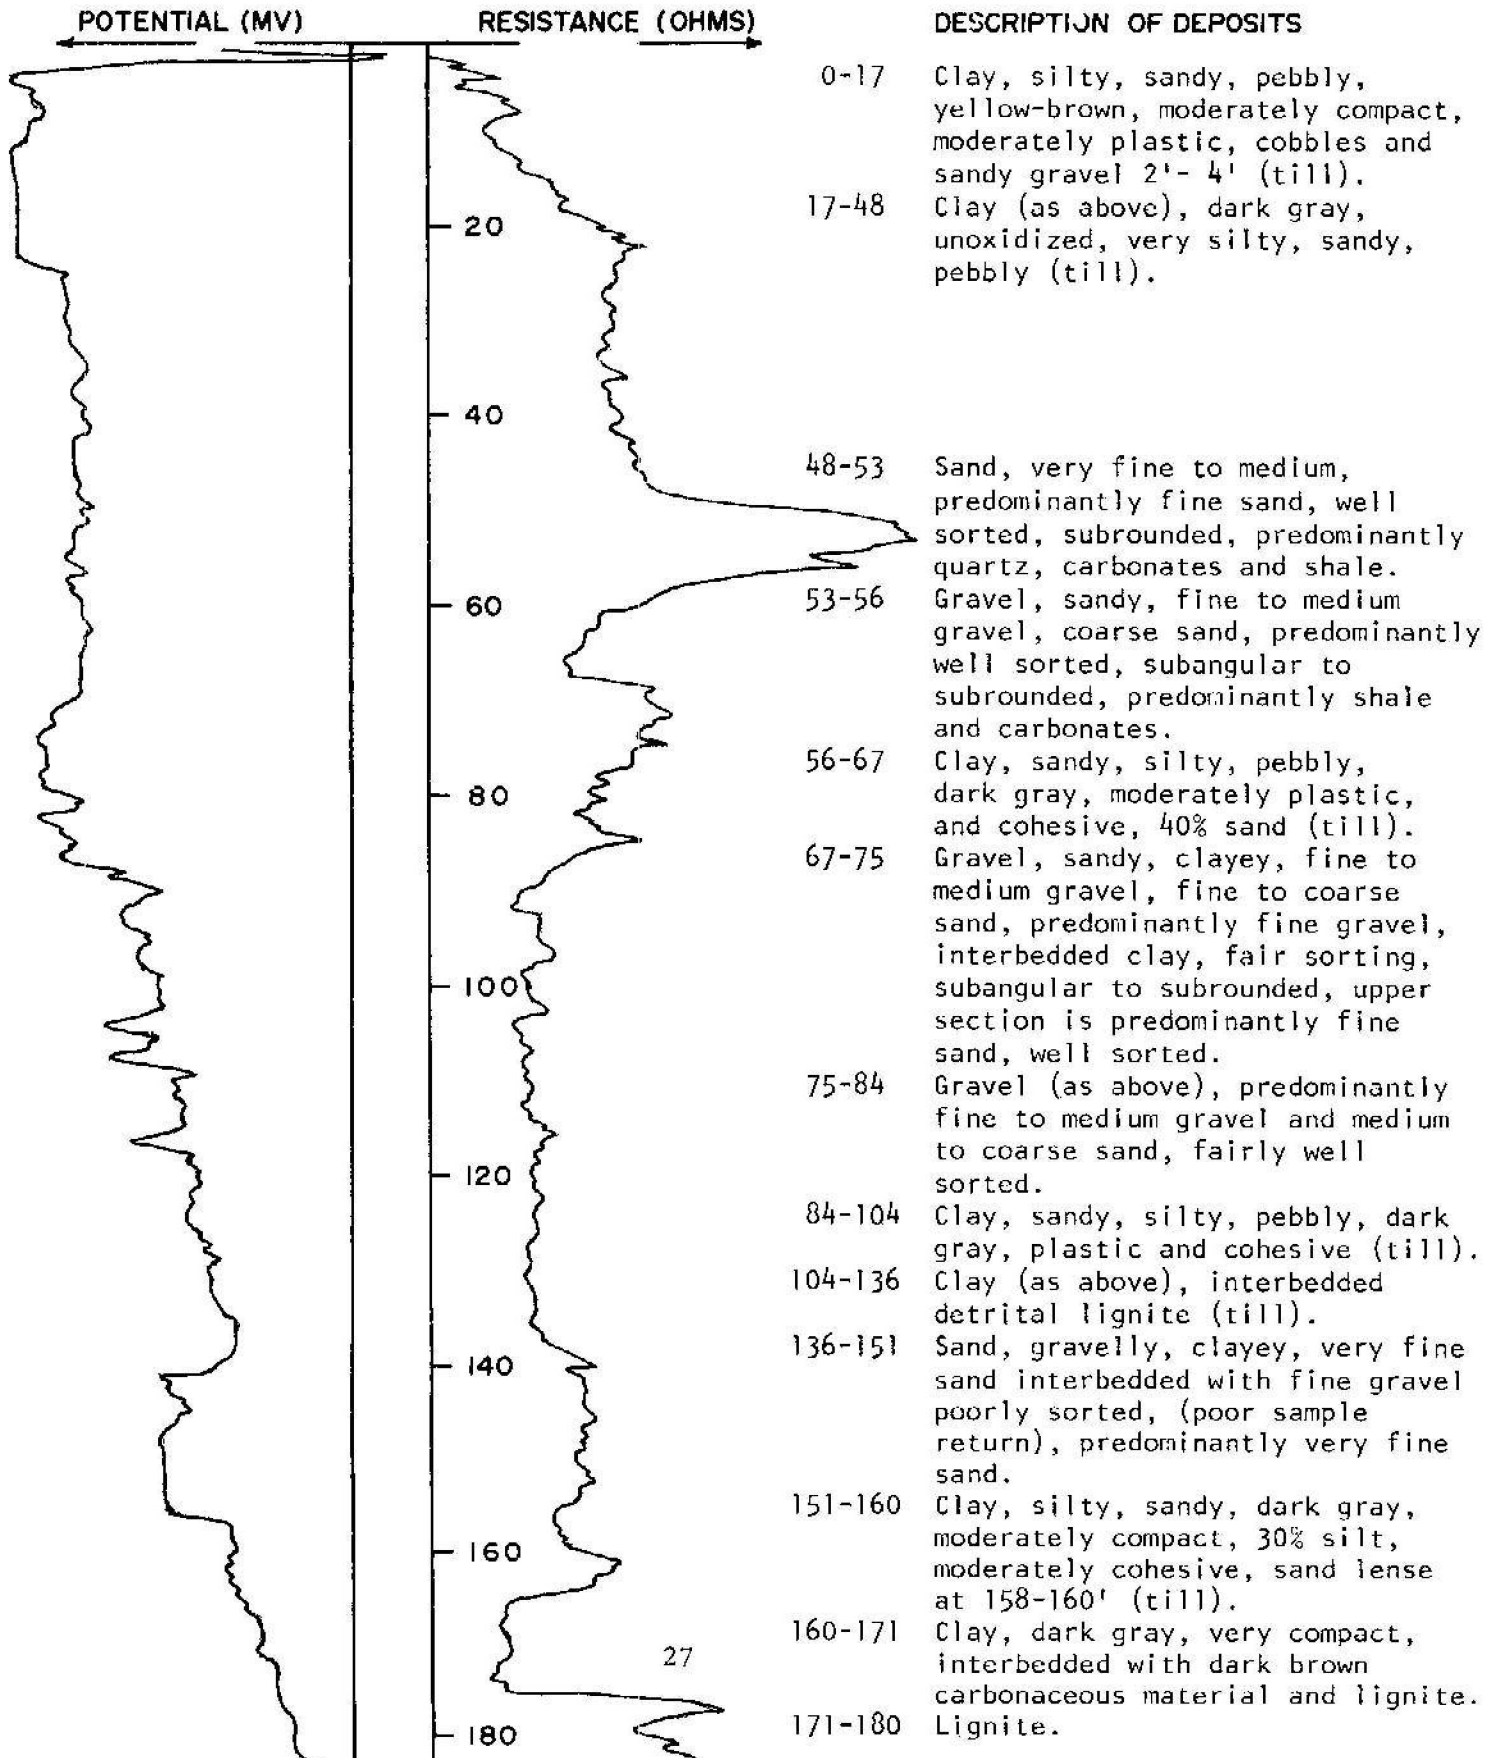 POTENTIAL (MV) RESISTANCE (OHMS) DESCRIPTION OF DEPOSITS
0-17 Clay, silty, sandy, pebbly,
yellow-brown, moderately compact,
moderately plastic, cobbles and
sandy gravel 2'- 4' (till).
17-48 Clay (as above), dark gray,
unoxidized, very silty, sandy,
pebbly (till).
20
40
48-53 Sand, very fine to medium,
predominantly fine sand, well
sorted, subrounded, predominantly
quartz, carbonates and shale.
53-56 Gravel, sandy, fine to medium
gravel, coarse sand, predominantly
well sorted, subangular to
subrounded, predominantly shale
and carbonates.
60
56-67 Clay, sandy, silty, pebbly,
dark gray, moderately plastic,
and cohesive, 40% sand (till).
80
67-75 Gravel, sandy, clayey, fine to
medium gravel, fine to coarse
sand, predominantly fine gravel,
interbedded clay, fair sorting,
subangular to subrounded, upper
section is predominantly fine
sand, well sorted.
100
75-84 Gravel (as above), predominantly
fine to medium gravel and medium
to coarse sand, fairly well
sorted.
120
84-104 Clay, sandy, silty, pebbly, dark
gray, plastic and cohesive (till).
104-136 Clay (as above), interbedded
detrital lignite (till).
136-151 Sand, gravelly, clayey, very fine
sand interbedded with fine gravel
poorly sorted, (poor sample
return), predominantly very fine
sand.
140
151-160 Clay, silty, sandy, dark gray,
moderately compact, 30% silt,
moderately cohesive, sand lense
at 158-160' (till).
160
160-171 Clay, dark gray, very compact,
interbedded with dark brown
carbonaceous material and lignite.
27
171-180 Lignite.
180